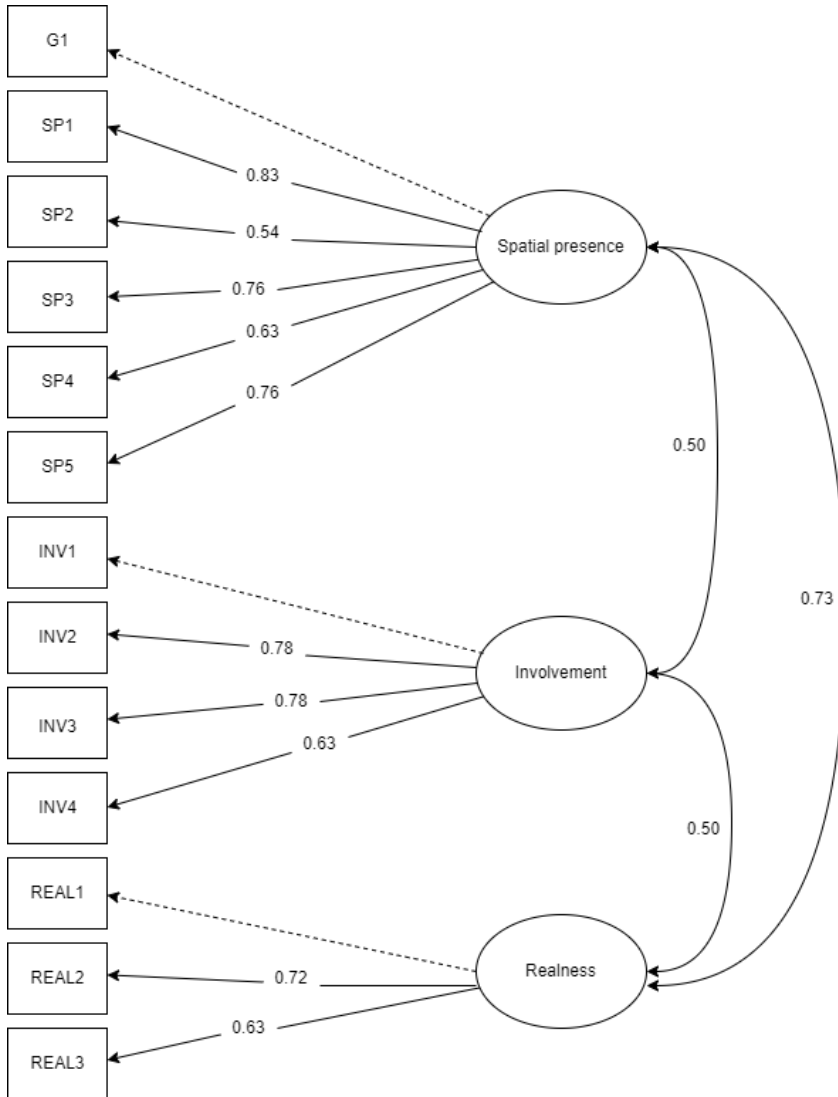 G1
SP1
0.83
SP2
0.54
Spatial presence
SP3
0.76
SP4
0.63
SP5
0.76
0.50
INV1
0.73
INV2
0.78
Involvement
INV3
0.78
INV4
0.63
0.50
REAL1
REAL2
0.72
Realness
REAL3
0.63